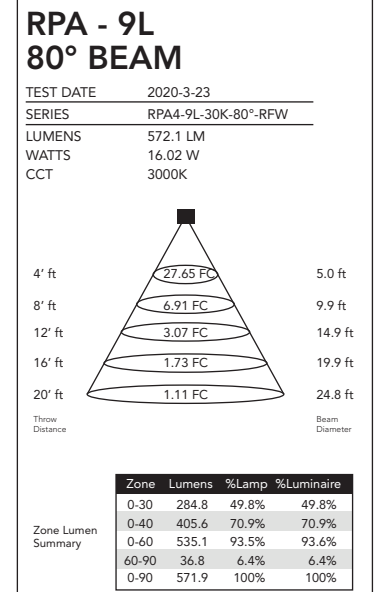 RPA - 9L
80° BEAM
TEST DATE 2020-3-23
SERIES RPA4-9L-30K-80°-RFW
LUMENS 572.1 LM
WATTS 16.02 W
CCT 3000K
4’ ft 27.65 FC 5.0 ft
8’ ft 6.91 FC 9.9 ft
12’ ft 3.07 FC 14.9 ft
16’ ft 1.73 FC 19.9 ft
20’ ft 1.11 FC 24.8 ft
Throw Distance
Beam Diameter
Zone Lumen Summary
Zone Lumens %Lamp %Luminaire
0-30 284.8 49.8% 49.8%
0-40 405.6 70.9% 70.9%
0-60 535.1 93.5% 93.6%
60-90 36.8 6.4% 6.4%
0-90 571.9 100% 100%